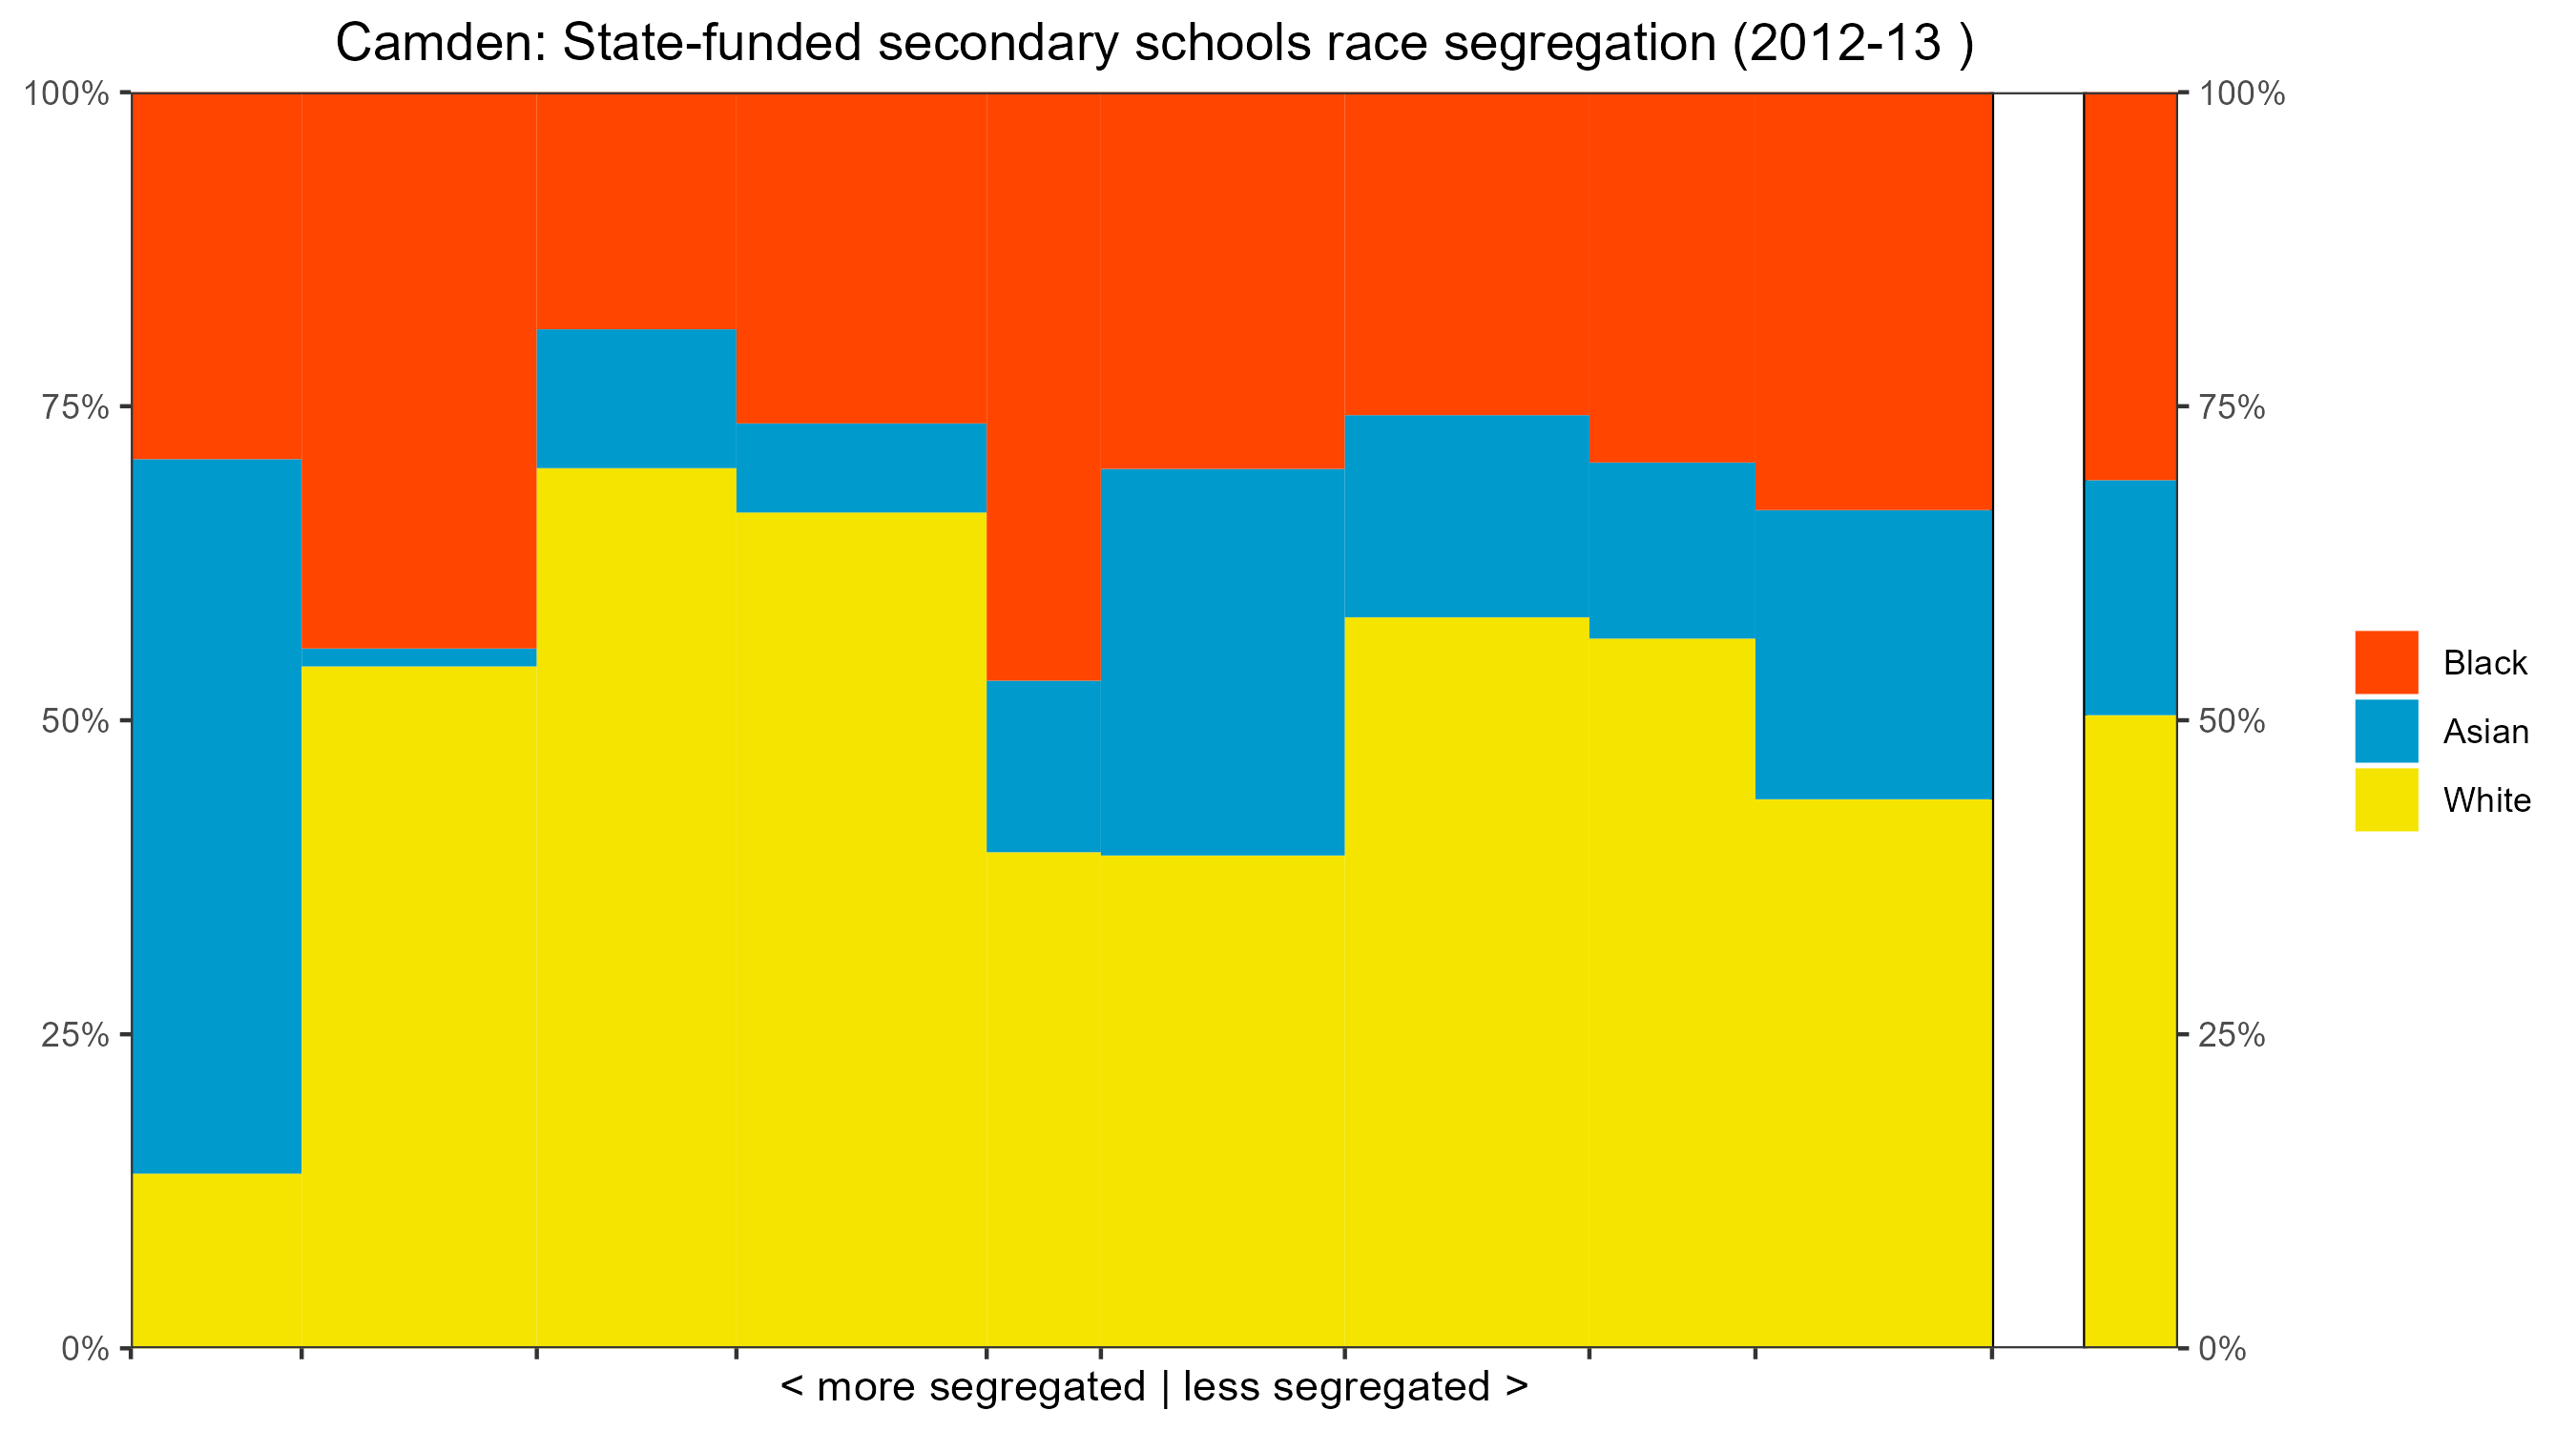 Camden: State-funded secondary schools race segregation (2012-13 )
100%
75%
50%
25%
0%
100%
75%
50%
25%
0%
Black
Asian
White
< more segregated | less segregated >